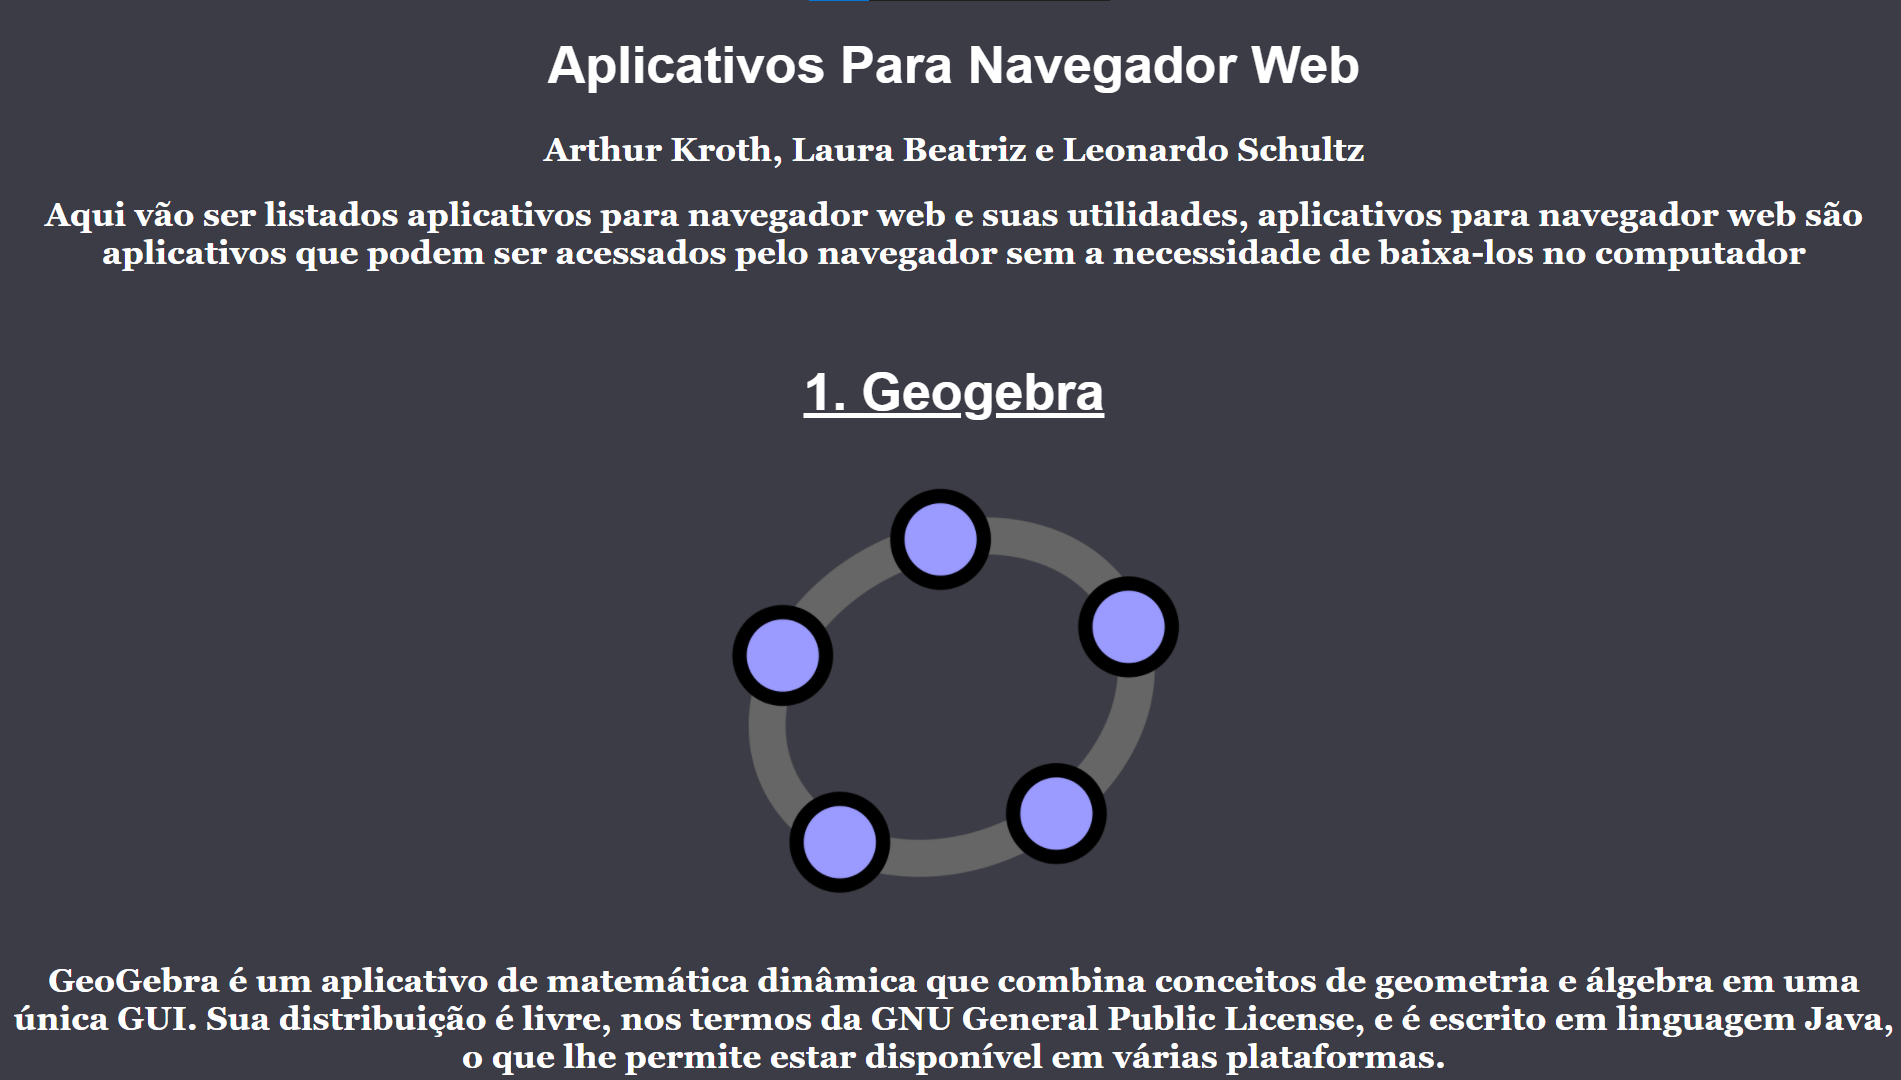 Aplicativos Para Navegador Web
Arthur Kroth, Laura Beatriz e Leonardo Schultz
Aqui vão ser listados aplicativos para navegador web e suas utilidades, aplicativos para navegador web são
aplicativos que podem ser acessados pelo navegador sem a necessidade de baixa-los no computador
1. Geogebra
GeoGebra é um aplicativo de matemática dinâmica que combina conceitos de geometria e álgebra em uma
única GUI. Sua distribuição é livre, nos termos da GNU General Public License, e é escrito em linguagem Java,
o que lhe permite estar disponível em várias plataformas.